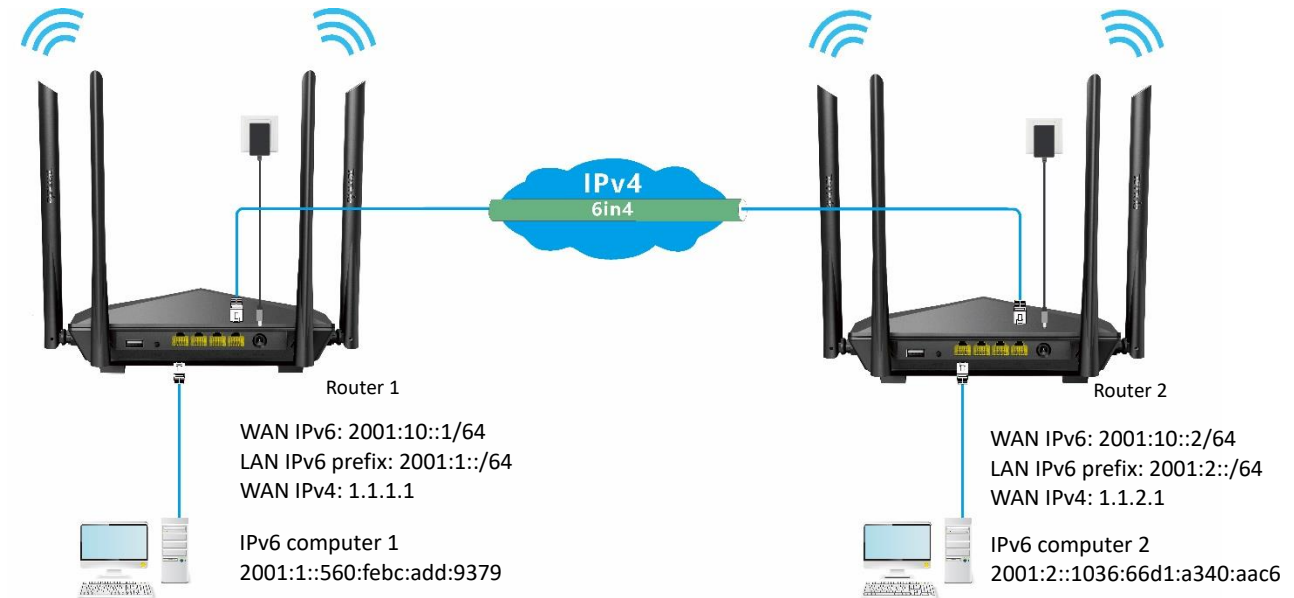 IPv4
6in4
Router 1
WAN IPv6: 2001:10::1/64
LAN IPv6 prefix: 2001:1::/64
WAN IPv4: 1.1.1.1
IPv6 computer 1
2001:1::560:febc:add:9379
Router 2
WAN IPv6: 2001:10::2/64
LAN IPv6 prefix: 2001:2::/64
WAN IPv4: 1.1.2.1
IPv6 computer 2
2001:2::1036:66d1:a340:aac6